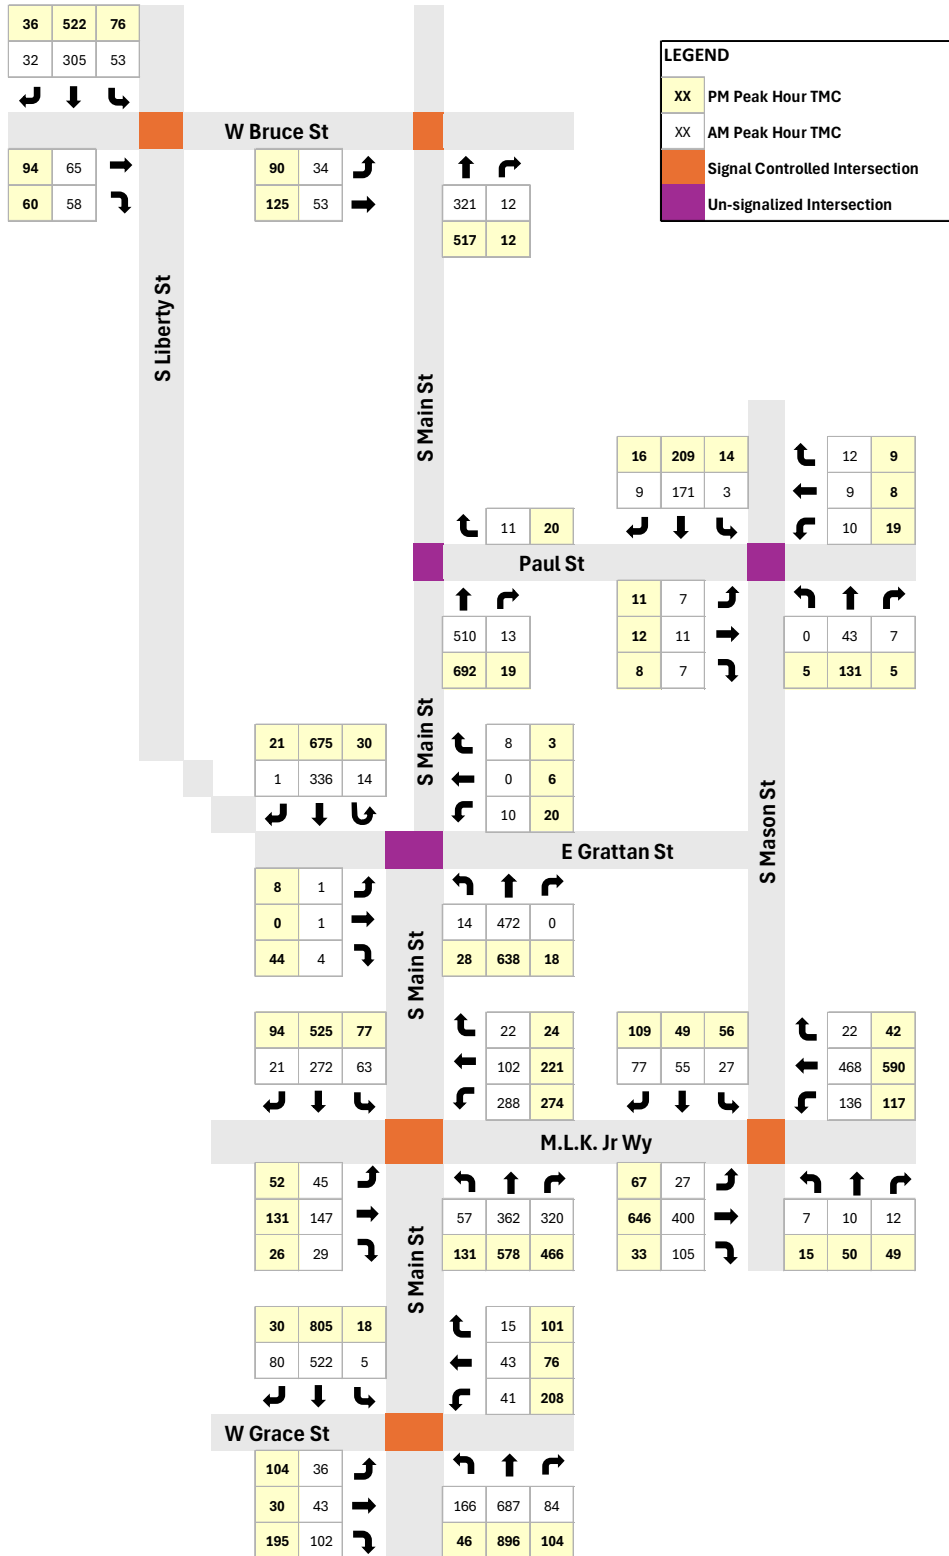 36 522 76
32 305 53
LEGEND
XX PM Peak Hour TMC
XX AM Peak Hour TMC
Signal Controlled Intersection
Un-signalized Intersection
W Bruce St
94 65
60 58
90 34
125 53
321 12
517 12
S Liberty St
S Main St
16 209 14
9 171 3
12 9
9 8
10 19
11 20
Paul St
510 13
692 19
11 7
12 11
8 7
0 43 7
5 131 5
S Main St
21 675 30
1 336 14
8 3
0 6
10 20
S Mason St
E Grattan St
8 1
0 1
44 4
14 472 0
28 638 18
S Main St
94 525 77
21 272 63
22 24
102 221
288 274
109 49 56
77 55 27
22 42
468 590
136 117
M.L.K. Jr Wy
52 45
131 147
26 29
57 362 320
131 578 466
67 27
646 400
33 105
7 10 12
15 50 49
S Main St
30 805 18
80 522 5
15 101
43 76
41 208
W Grace St
104 36
30 43
195 102
166 687 84
46 896 104